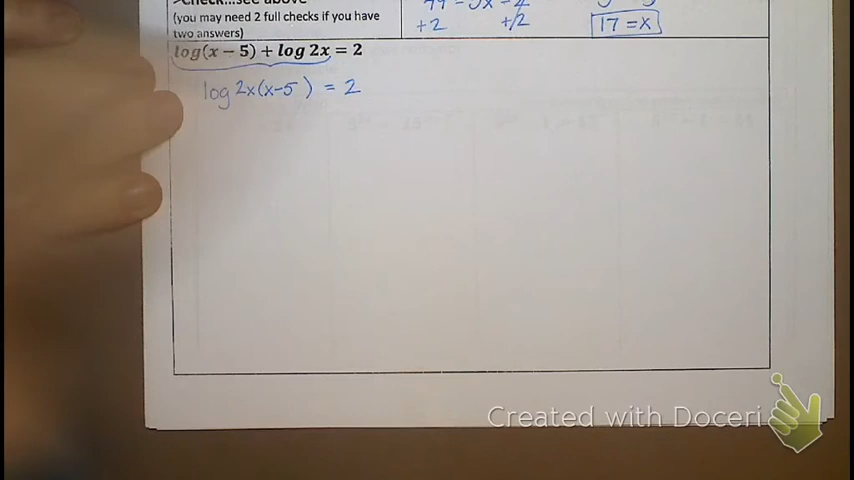 (you may need 2 full checks if you have
two answers)
+2 +2
17 = x
log(x − 5) + log 2x = 2
log 2x(x-5) = 2
Created with Doceri